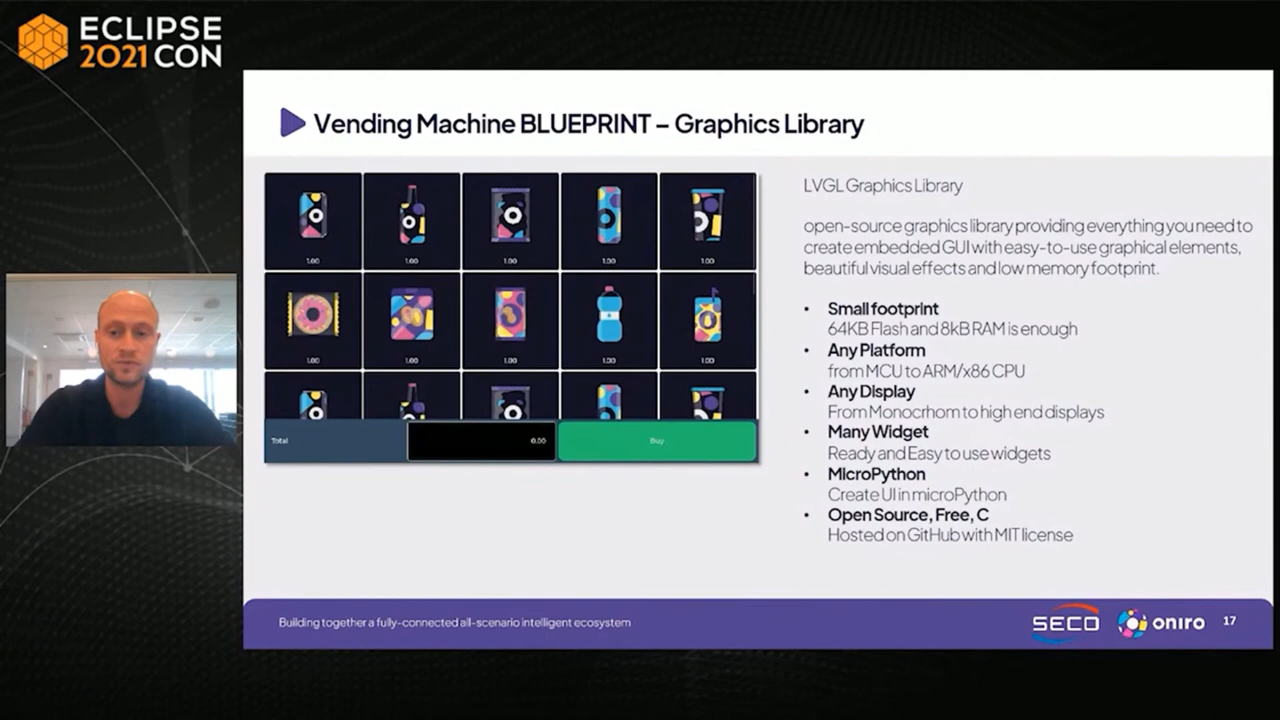 ECLIPSE
2021 CON
Vending Machine BLUEPRINT – Graphics Library
1.00
1.00
1.00
1.00
1.00
1.00
1.00
1.00
1.00
1.00
Total
0.00
Buy
LVGL Graphics Library
open-source graphics library providing everything you need to
create embedded GUI with easy-to-use graphical elements,
beautiful visual effects and low memory footprint.
• Small footprint
64KB Flash and 8kB RAM is enough
• Any Platform
from MCU to ARM/x86 CPU
• Any Display
From Monocrhom to high end displays
• Many Widget
Ready and Easy to use widgets
• MIcroPython
Create UI in microPython
• Open Source, Free, C
Hosted on GitHub with MIT license
Building together a fully-connected all-scenario intelligent ecosystem
SECO
oniro
17